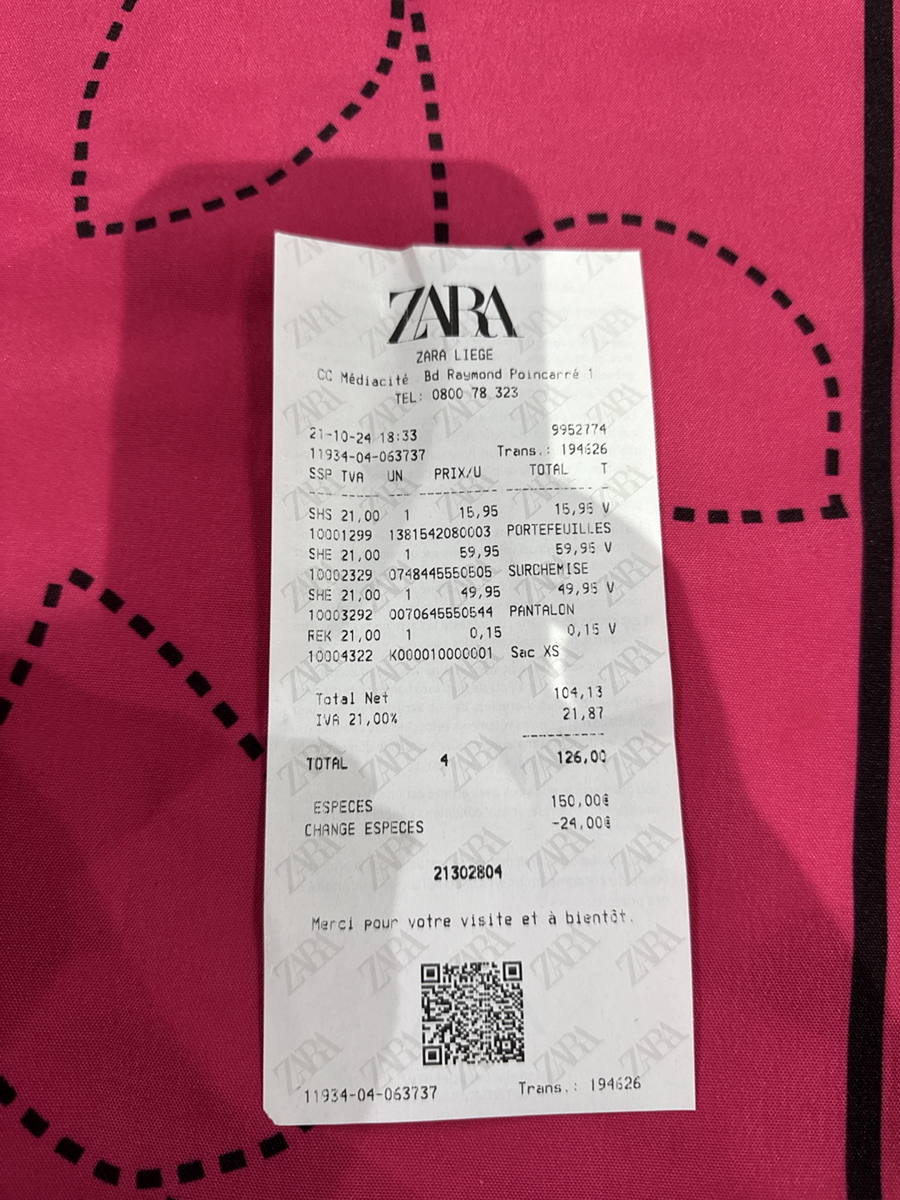 ZARA
ZARA LIEGE
CC Médiacité Bd Raymond Poincarré 1
TEL: 0800 78 323
21-10-24 18:33 9952774
11934-04-063737 Trans.: 194626
SSP TVA UN PRIX/U TOTAL T
SHS 21,00 1 15,95 15,95 V
10001299 1381542080003 PORTEFEUILLES
SHE 21,00 1 59,95 59,95 V
10002329 0748445550505 SURCHEMISE
SHE 21,00 1 49,95 49,95 V
10003292 0070645550544 PANTALON
REK 21,00 1 0,15 0,15 V
10004322 K000010000001 Sac XS
Total Net 104,13
IVA 21,00% 21,87
TOTAL 4 126,00
ESPECES 150,00€
CHANGE ESPECES -24,00€
21302804
Merci pour votre visite et à bientôt.
11934-04-063737 Trans.: 194626